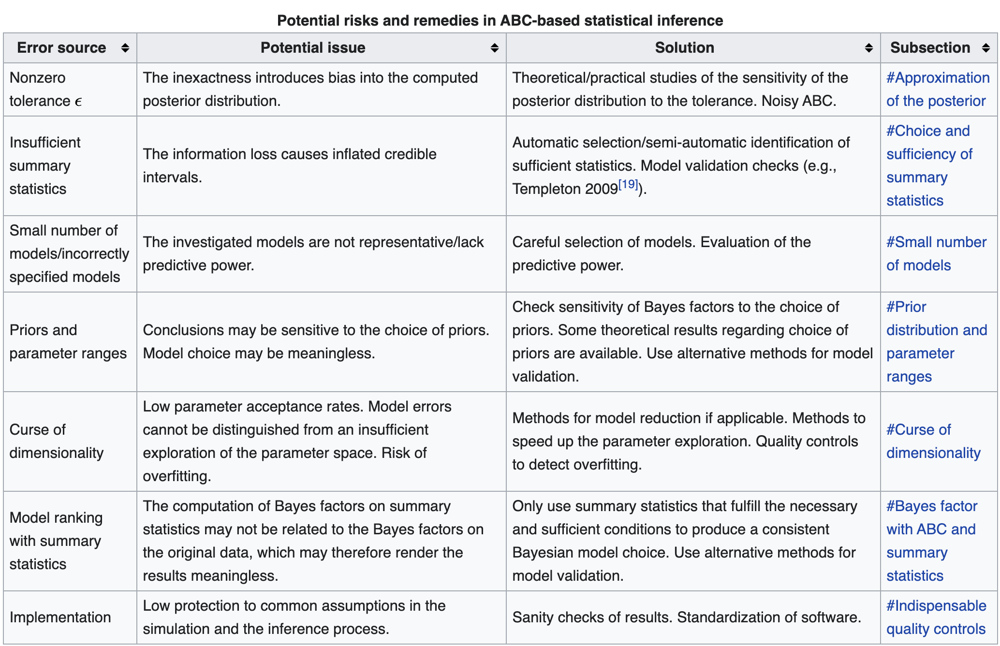 Potential risks and remedies in ABC-based statistical inference
Error source
Potential issue
Solution
Subsection
Nonzero
tolerance ϵ
The inexactness introduces bias into the computed
posterior distribution.
Theoretical/practical studies of the sensitivity of the
posterior distribution to the tolerance. Noisy ABC.
#Approximation
of the posterior
Insufficient
summary
statistics
The information loss causes inflated credible
intervals.
Automatic selection/semi-automatic identification of
sufficient statistics. Model validation checks (e.g.,
Templeton 2009[19]).
#Choice and
sufficiency of
summary
statistics
Small number of
models/incorrectly
specified models
The investigated models are not representative/lack
predictive power.
Careful selection of models. Evaluation of the
predictive power.
#Small number
of models
Priors and
parameter ranges
Conclusions may be sensitive to the choice of priors.
Model choice may be meaningless.
Check sensitivity of Bayes factors to the choice of
priors. Some theoretical results regarding choice of
priors are available. Use alternative methods for model
validation.
#Prior
distribution and
parameter
ranges
Curse of
dimensionality
Low parameter acceptance rates. Model errors
cannot be distinguished from an insufficient
exploration of the parameter space. Risk of
overfitting.
Methods for model reduction if applicable. Methods to
speed up the parameter exploration. Quality controls
to detect overfitting.
#Curse of
dimensionality
Model ranking
with summary
statistics
The computation of Bayes factors on summary
statistics may not be related to the Bayes factors on
the original data, which may therefore render the
results meaningless.
Only use summary statistics that fulfill the necessary
and sufficient conditions to produce a consistent
Bayesian model choice. Use alternative methods for
model validation.
#Bayes factor
with ABC and
summary
statistics
Implementation
Low protection to common assumptions in the
simulation and the inference process.
Sanity checks of results. Standardization of software.
#Indispensable
quality controls